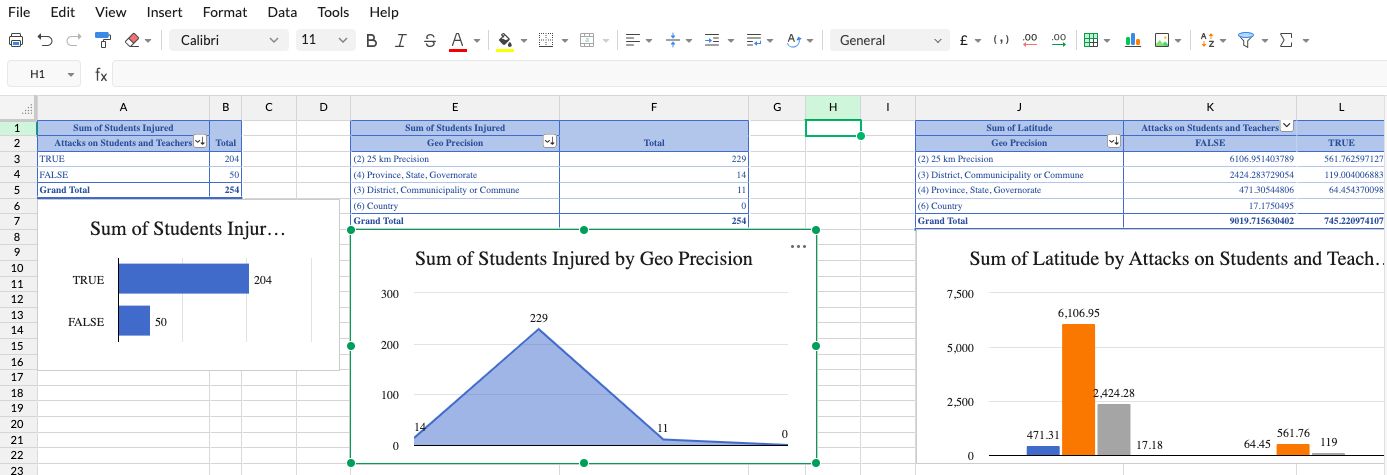 File Edit View Insert Format Data Tools Help
Calibri 11 B I S A General £ (,) .00 .00 Σ
H1 fx
A B C D E F G H I J K L
1 Sum of Students Injured Sum of Students Injured Sum of Latitude Attacks on Students and Teachers
2 Attacks on Students and Teachers Total Geo Precision Total Geo Precision FALSE TRUE
3 TRUE 204 (2) 25 km Precision 229 (2) 25 km Precision 6106.951403789 561.762597127
4 FALSE 50 (4) Province, State, Governorate 14 (3) District, Communicipality or Commune 2424.283729054 119.004006883
5 Grand Total 254 (3) District, Communicipality or Commune 11 (4) Province, State, Governorate 471.30544806 64.454370098
6 (6) Country 0 (6) Country 17.1750495
7 Grand Total 254 Grand Total 9019.715630402 745.220974107
8
9
10
11
12
13
14
15
16
17
18
19
20
21
22
23
Sum of Students Injur...
TRUE 204
FALSE 50
Sum of Students Injured by Geo Precision
300
229
200
100
14 11 0
0
Sum of Latitude by Attacks on Students and Teach..
7,500
6,106.95
5,000
2,424.28
2,500
471.31 17.18 64.45 561.76 119
0